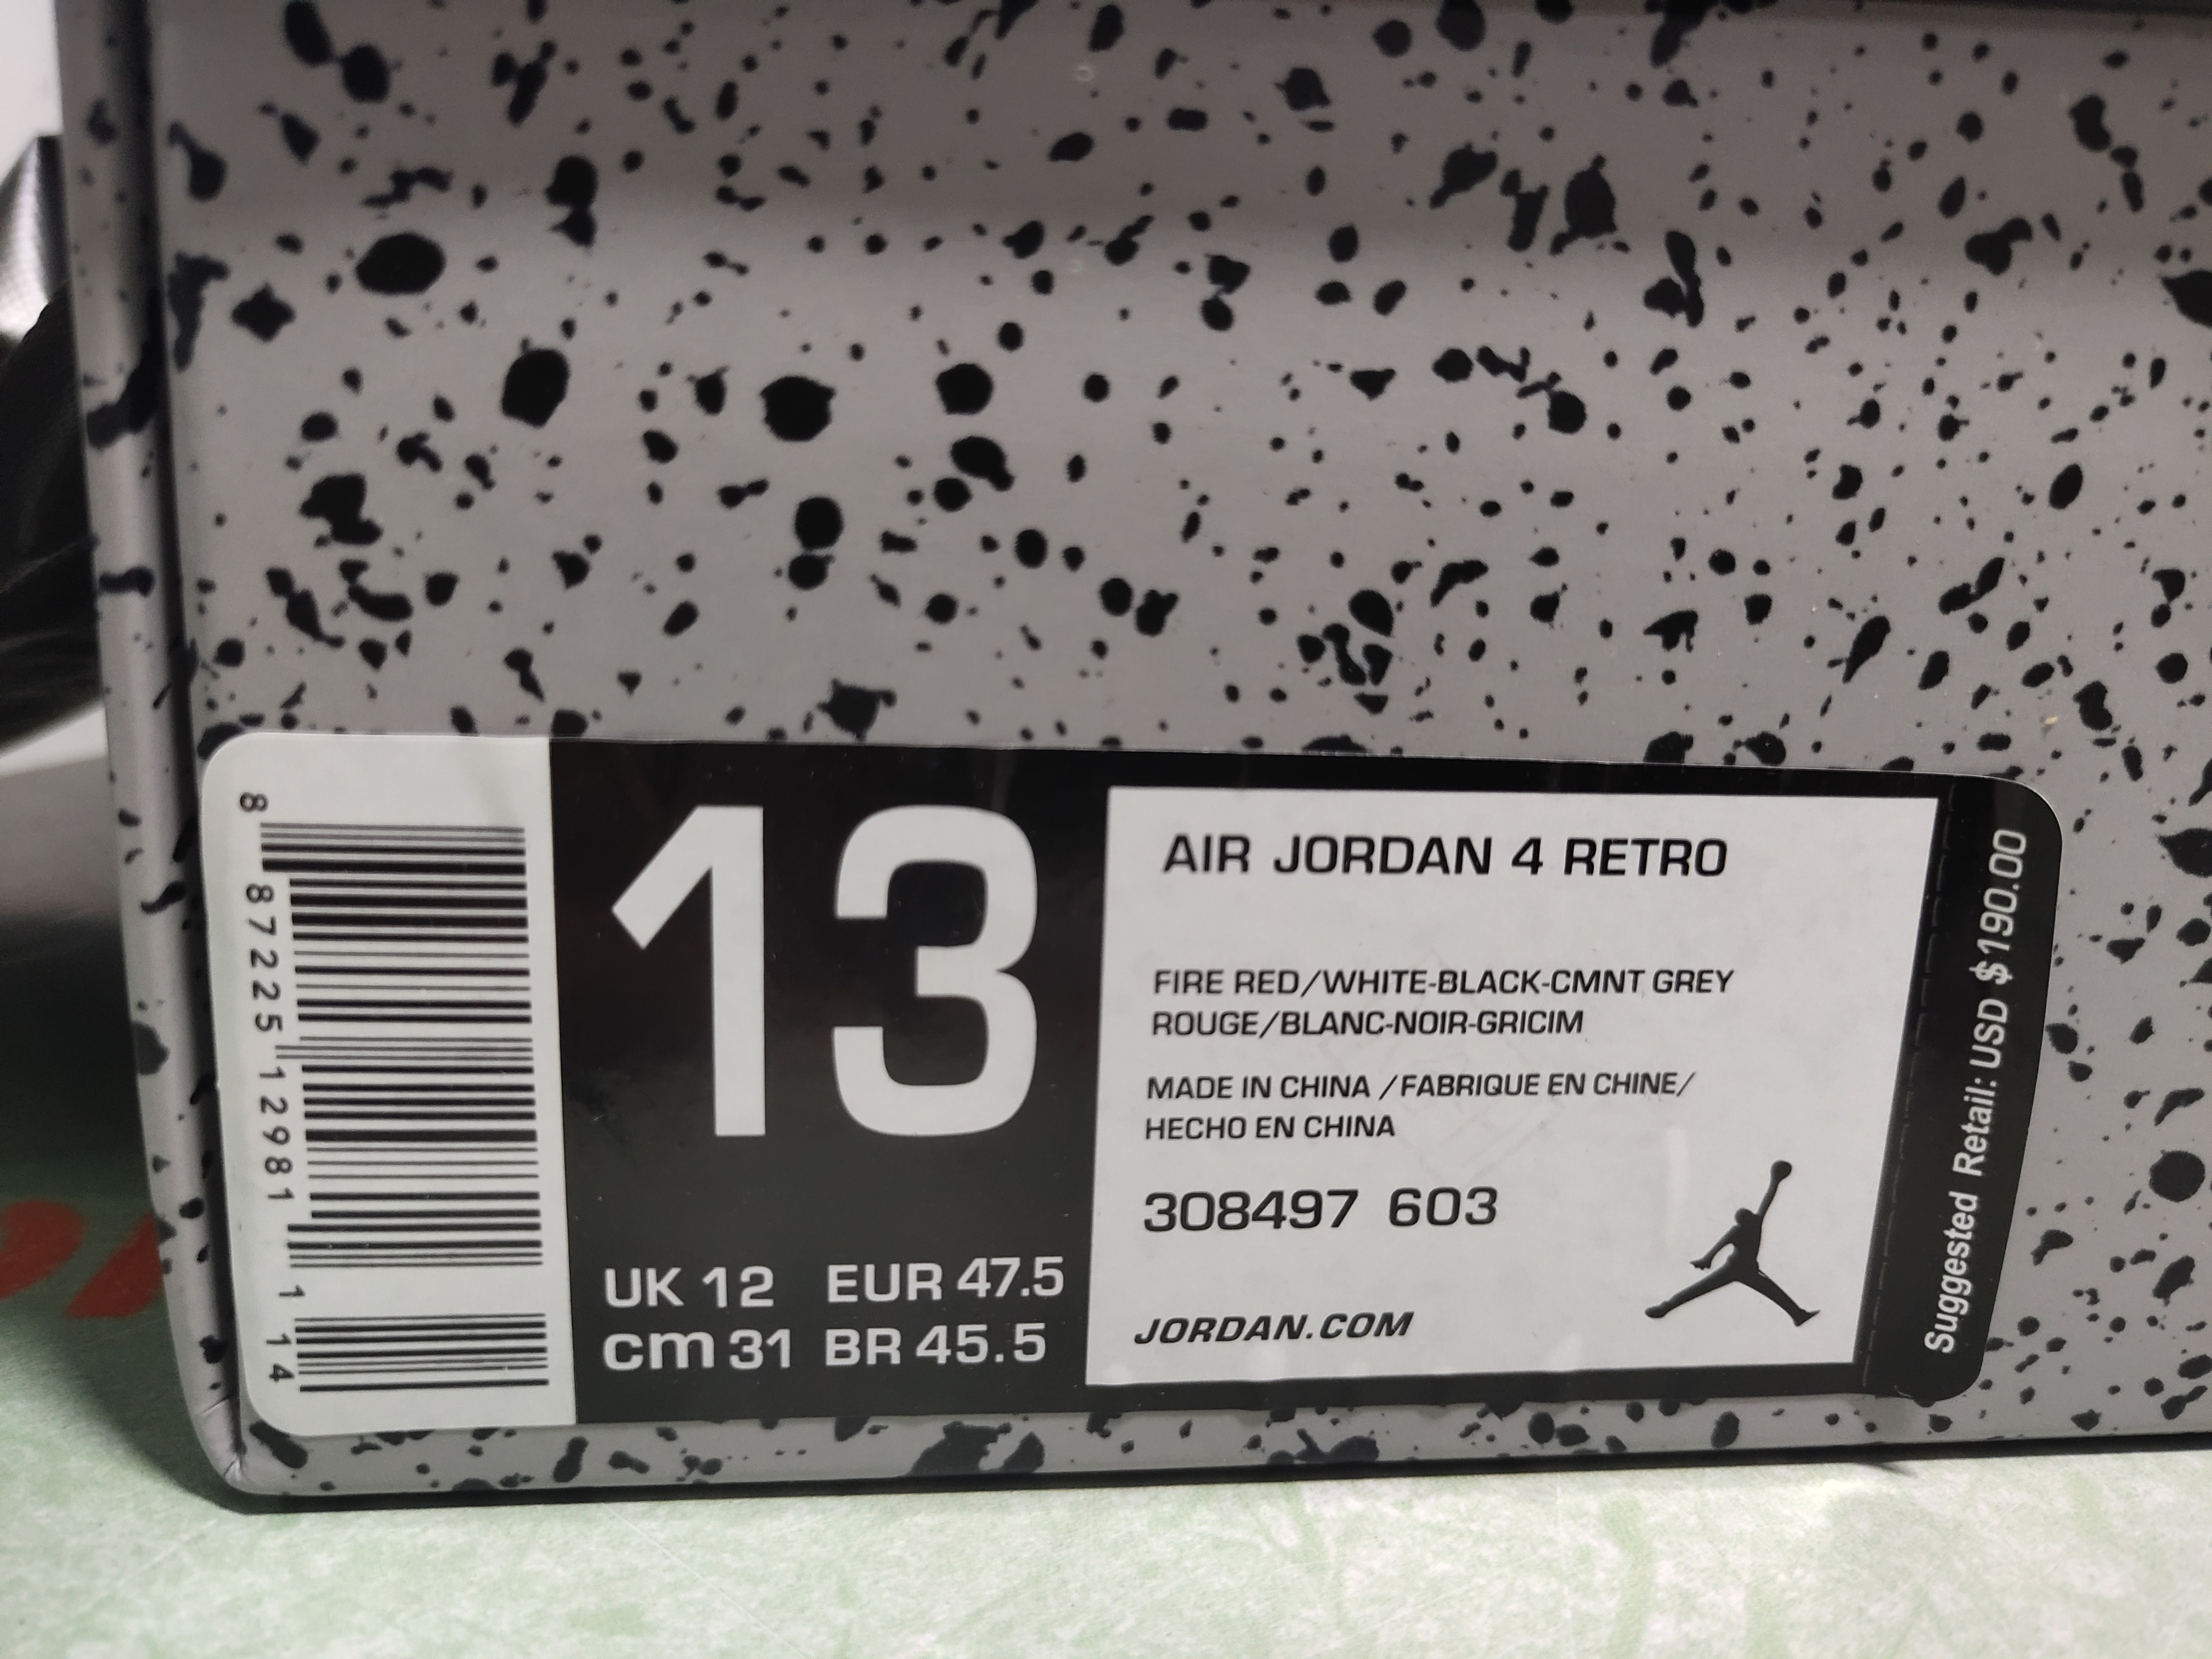 8 87225 12981 1 14
13
UK 12 EUR 47.5
cm 31 BR 45.5
AIR JORDAN 4 RETRO
FIRE RED/WHITE-BLACK-CMNT GREY
ROUGE/BLANC-NOIR-GRICIM
MADE IN CHINA /FABRIQUE EN CHINE/
HECHO EN CHINA
308497 603
JORDAN.COM
Suggested Retail: USD $190.00